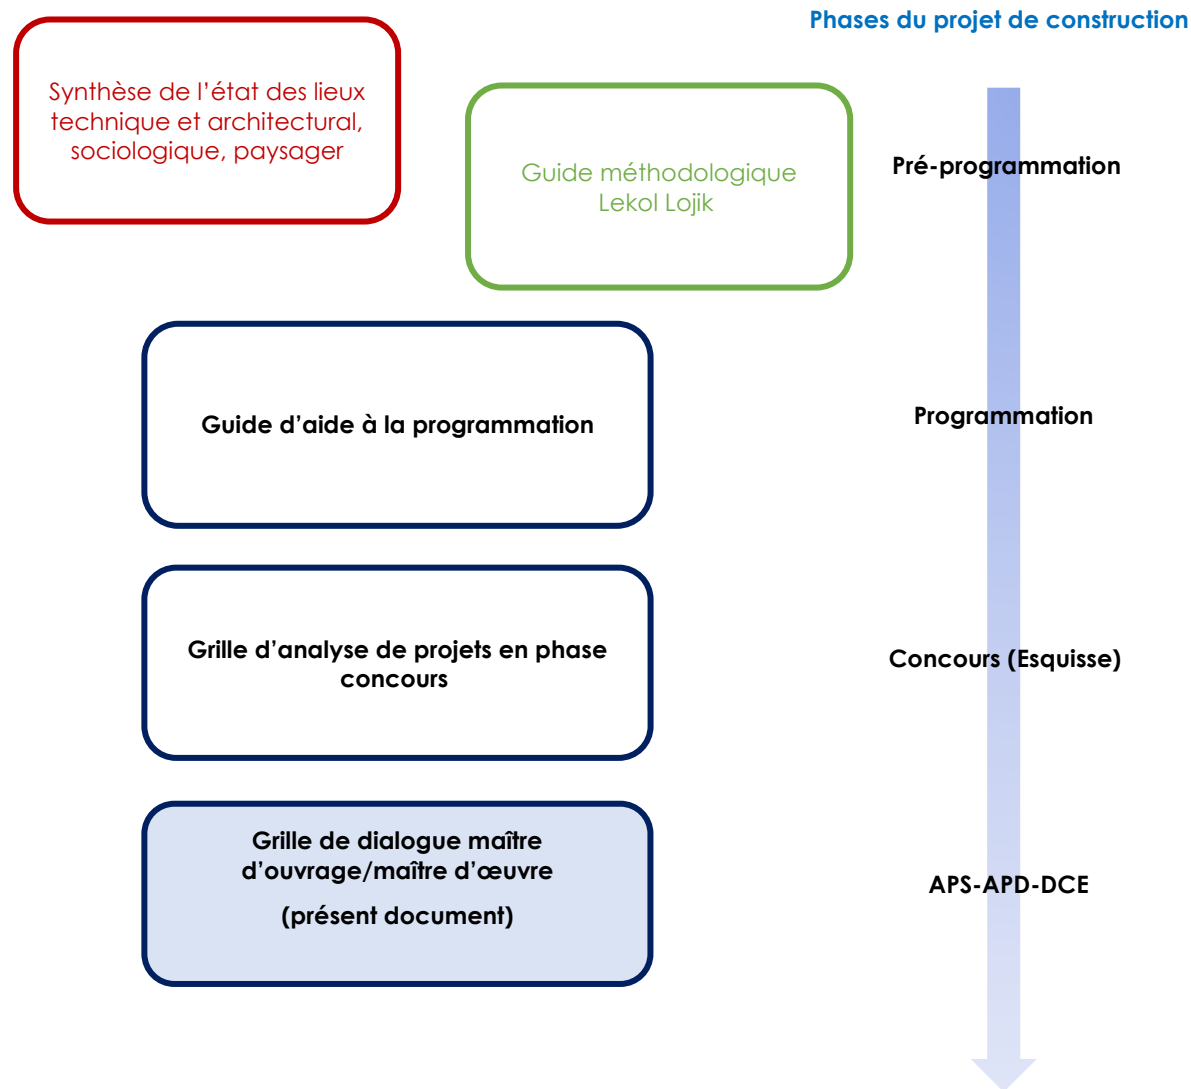 Phases du projet de construction
Synthèse de l’état des lieux
technique et architectural,
sociologique, paysager
Guide méthodologique
Lekol Lojik
Pré-programmation
Guide d’aide à la programmation
Programmation
Grille d’analyse de projets en phase
concours
Concours (Esquisse)
Grille de dialogue maître
d’ouvrage/maître d’œuvre
(présent document)
APS-APD-DCE